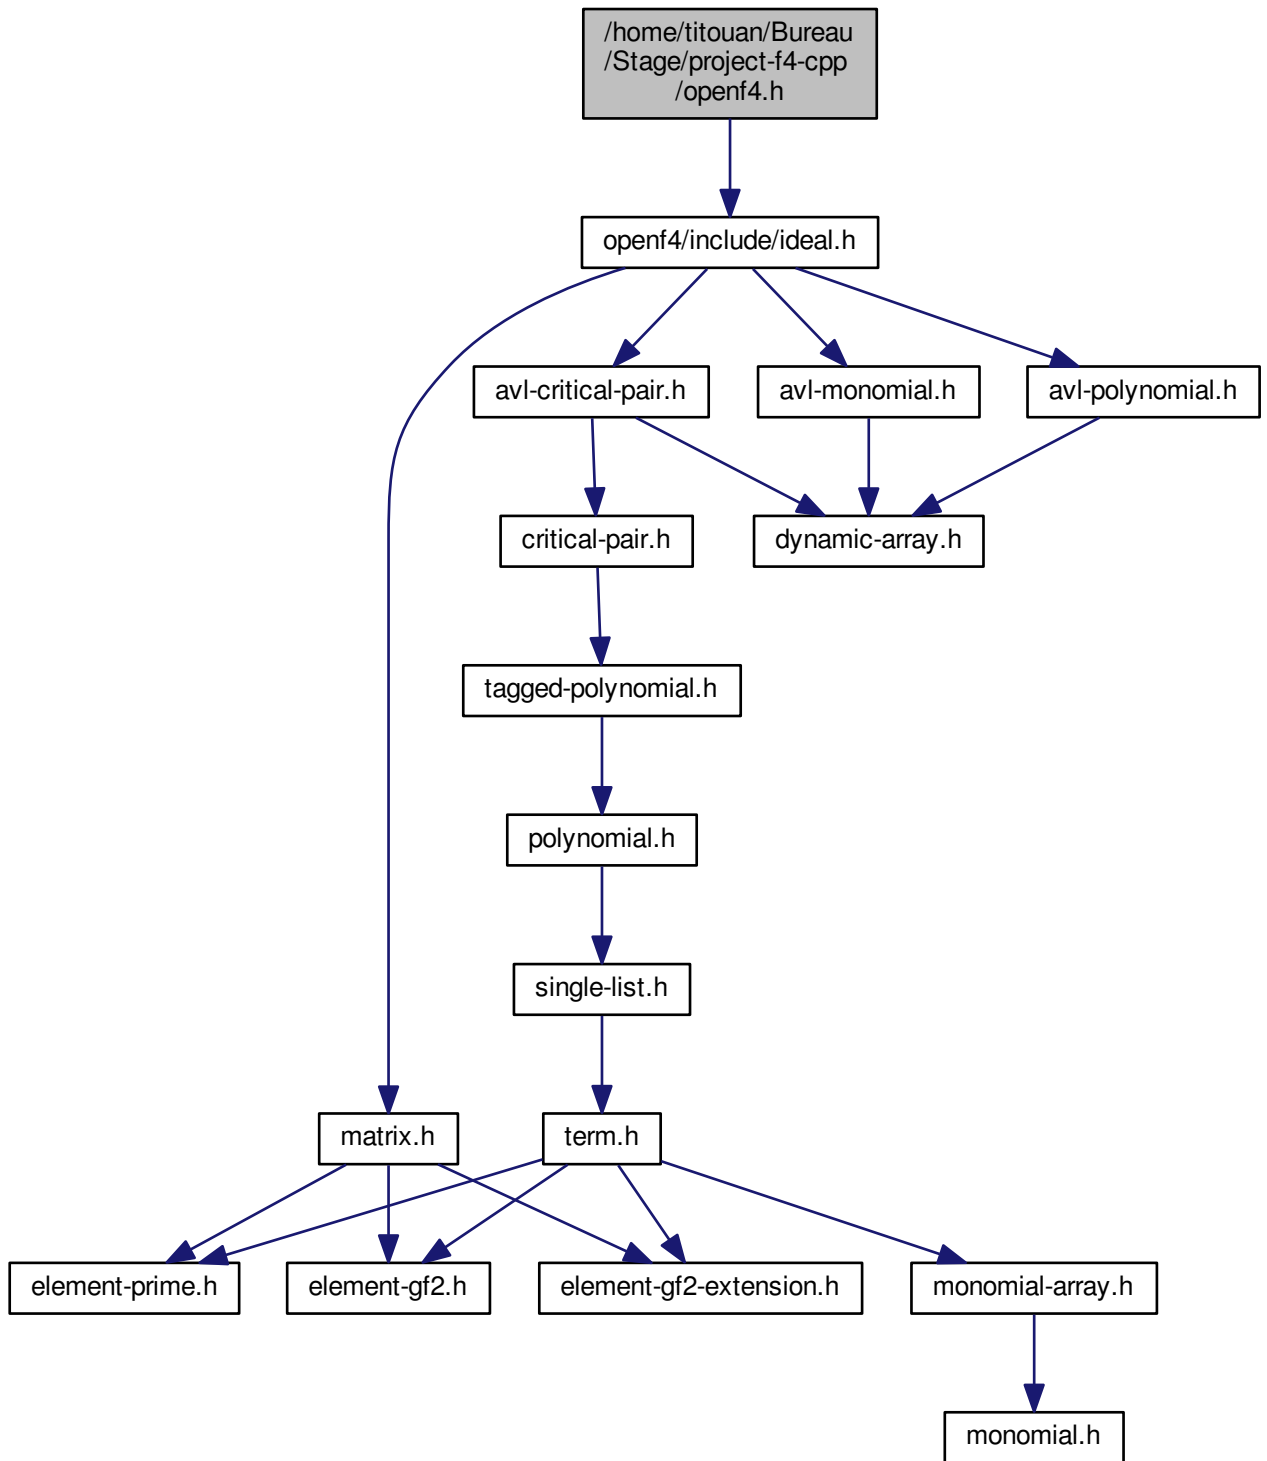 /home/titouan/Bureau
/Stage/project-f4-cpp
/openf4.h
openf4/include/ideal.h
avl-critical-pair.h
avl-monomial.h
avl-polynomial.h
critical-pair.h
dynamic-array.h
tagged-polynomial.h
polynomial.h
single-list.h
matrix.h
term.h
element-prime.h
element-gf2.h
element-gf2-extension.h
monomial-array.h
monomial.h